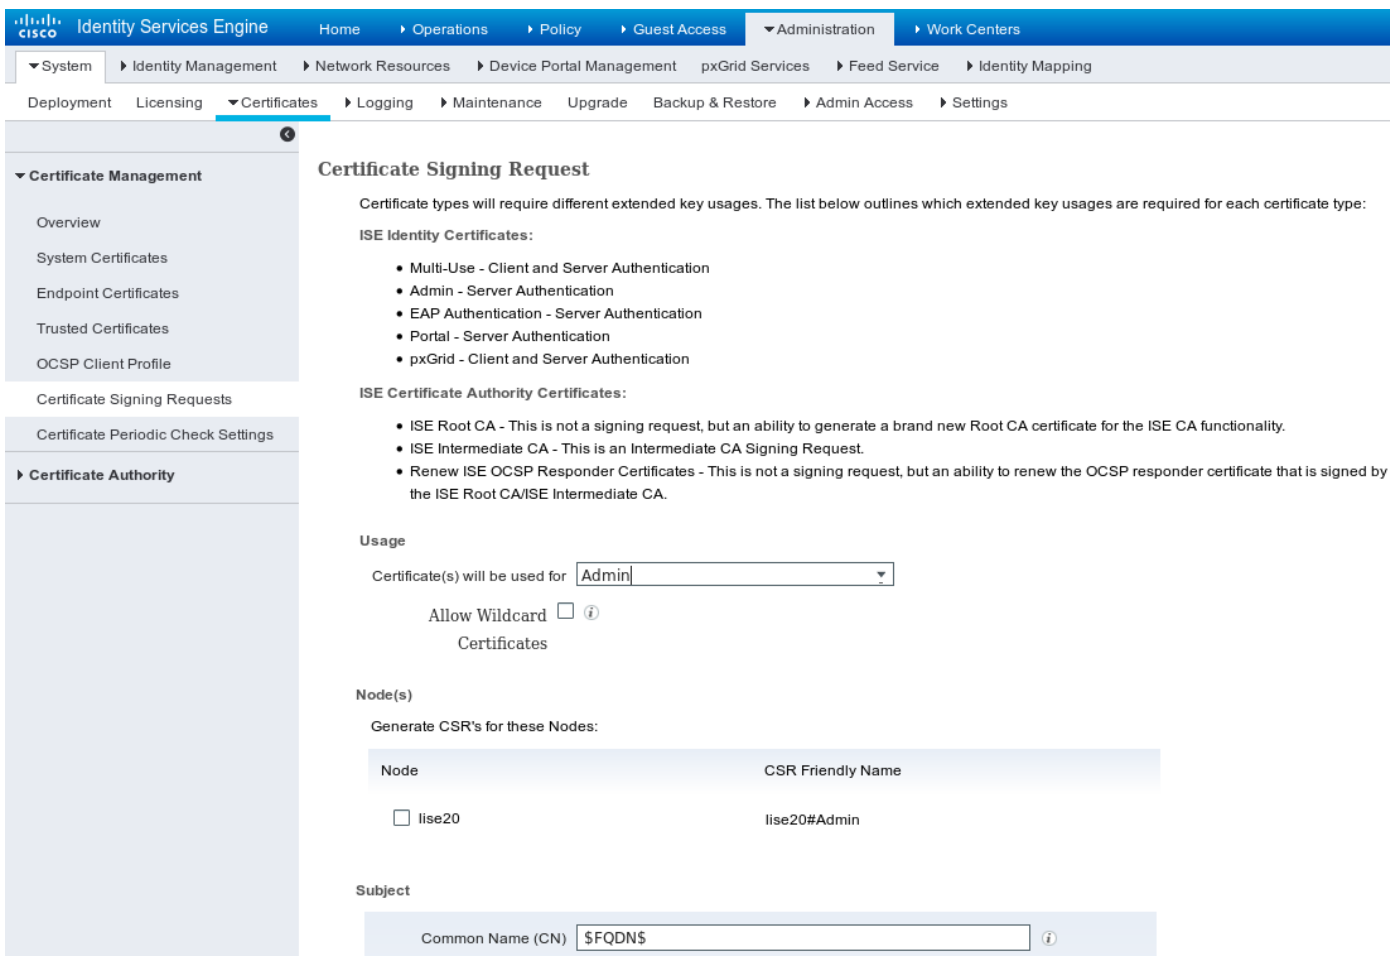 cisco Identity Services Engine Home Operations Policy Guest Access Administration Work Centers
System Identity Management Network Resources Device Portal Management pxGrid Services Feed Service Identity Mapping
Deployment Licensing Certificates Logging Maintenance Upgrade Backup & Restore Admin Access Settings
Certificate Management
Overview
System Certificates
Endpoint Certificates
Trusted Certificates
OCSP Client Profile
Certificate Signing Requests
Certificate Periodic Check Settings
Certificate Authority
Certificate Signing Request
Certificate types will require different extended key usages. The list below outlines which extended key usages are required for each certificate type:
ISE Identity Certificates:
• Multi-Use - Client and Server Authentication
• Admin - Server Authentication
• EAP Authentication - Server Authentication
• Portal - Server Authentication
• pxGrid - Client and Server Authentication
ISE Certificate Authority Certificates:
• ISE Root CA - This is not a signing request, but an ability to generate a brand new Root CA certificate for the ISE CA functionality.
• ISE Intermediate CA - This is an Intermediate CA Signing Request.
• Renew ISE OCSP Responder Certificates - This is not a signing request, but an ability to renew the OCSP responder certificate that is signed by
the ISE Root CA/ISE Intermediate CA.
Usage
Certificate(s) will be used for Admin
Allow Wildcard
Certificates
Node(s)
Generate CSR's for these Nodes:
Node CSR Friendly Name
lise20 lise20#Admin
Subject
Common Name (CN) $FQDN$